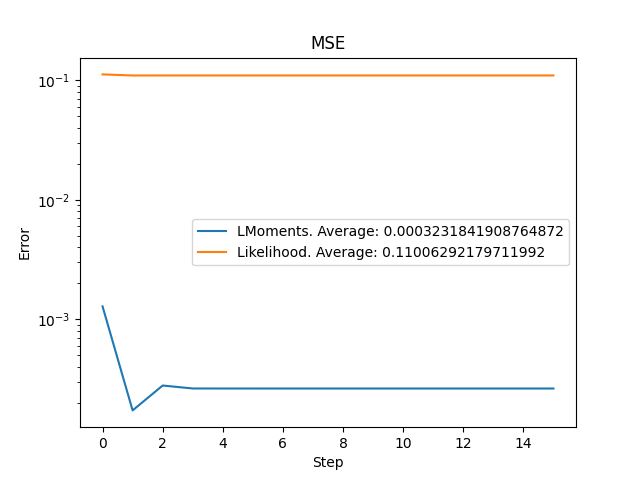 MSE
10⁻¹
10⁻²
10⁻³
Error
LMoments. Average: 0.0003231841908764872
Likelihood. Average: 0.11006292179711992
0 2 4 6 8 10 12 14
Step